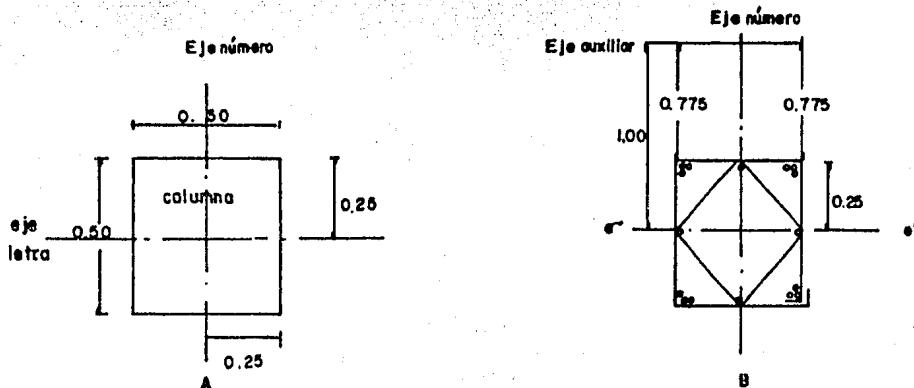 Eje número
0.50
columna
0.25
eje
letra
0.50
0.25
A
Eje número
Eje auxiliar
0.775
0.775
1.00
0.25
B